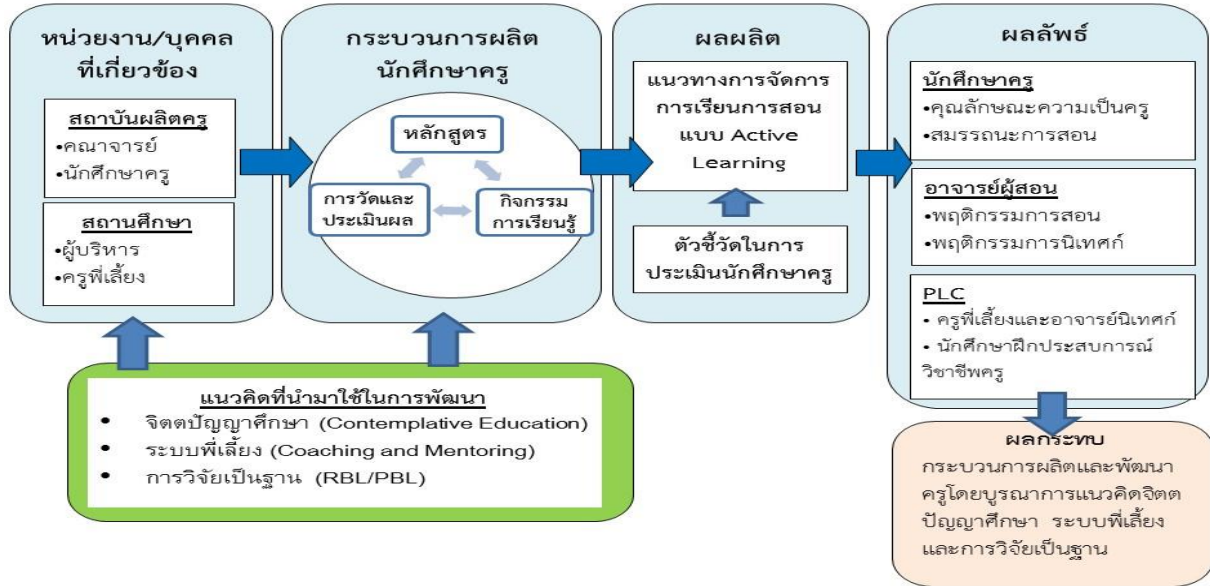 หน่วยงาน/บุคคล
ที่เกี่ยวข้อง
สถาบันผลิตครู
•คณาจารย์
•นักศึกษาครู
สถานศึกษา
•ผู้บริหาร
•ครูพี่เลี้ยง
กระบวนการผลิต
นักศึกษาครู
หลักสูตร
การวัดและ
ประเมินผล
กิจกรรม
การเรียนรู้
ผลผลิต
แนวทางการจัดการ
การเรียนการสอน
แบบ Active
Learning
ตัวชี้วัดในการ
ประเมินนักศึกษาครู
ผลลัพธ์
นักศึกษาครู
•คุณลักษณะความเป็นครู
•สมรรถนะการสอน
อาจารย์ผู้สอน
•พฤติกรรมการสอน
•พฤติกรรมการนิเทศก์
PLC
• ครูพี่เลี้ยงและอาจารย์นิเทศก์
• นักศึกษาฝึกประสบการณ์
วิชาชีพครู
แนวคิดที่นำมาใช้ในการพัฒนา
• จิตตปัญญาศึกษา (Contemplative Education)
• ระบบพี่เลี้ยง (Coaching and Mentoring)
• การวิจัยเป็นฐาน (RBL/PBL)
ผลกระทบ
กระบวนการผลิตและพัฒนา
ครูโดยบูรณาการแนวคิดจิตต
ปัญญาศึกษา ระบบพี่เลี้ยง
และการวิจัยเป็นฐาน